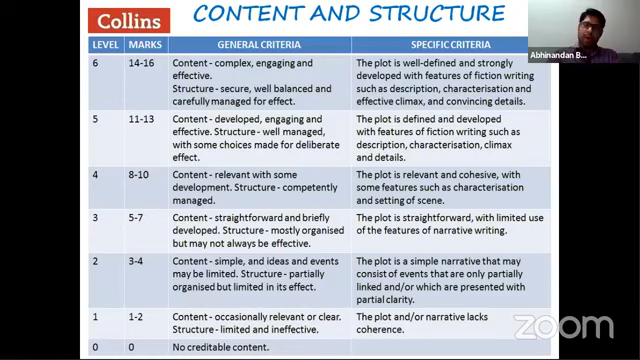 Collins
CONTENT AND STRUCTURE
LEVEL MARKS GENERAL CRITERIA SPECIFIC CRITERIA
6 14-16 Content – complex, engaging and
effective.
Structure - secure, well balanced and
carefully managed for effect.
The plot is well-defined and strongly
developed with features of fiction writing
such as description, characterisation and
effective climax, and convincing details.
5 11-13 Content - developed, engaging and
effective. Structure - well managed,
with some choices made for deliberate
effect.
The plot is defined and developed
with features of fiction writing such as
description, characterisation, climax
and details.
4 8-10 Content - relevant with some
development. Structure - competently
managed.
The plot is relevant and cohesive, with
some features such as characterisation
and setting of scene.
3 5-7 Content - straightforward and briefly
developed. Structure - mostly organised
but may not always be effective.
The plot is straightforward, with limited use
of the features of narrative writing.
2 3-4 Content - simple, and ideas and events
may be limited. Structure - partially
organised but limited in its effect.
The plot is a simple narrative that may
consist of events that are only partially
linked and/or which are presented with
partial clarity.
1 1-2 Content - occasionally relevant or clear.
Structure - limited and ineffective.
The plot and/or narrative lacks
coherence.
0 0 No creditable content.
Abhinandan B...
zoom